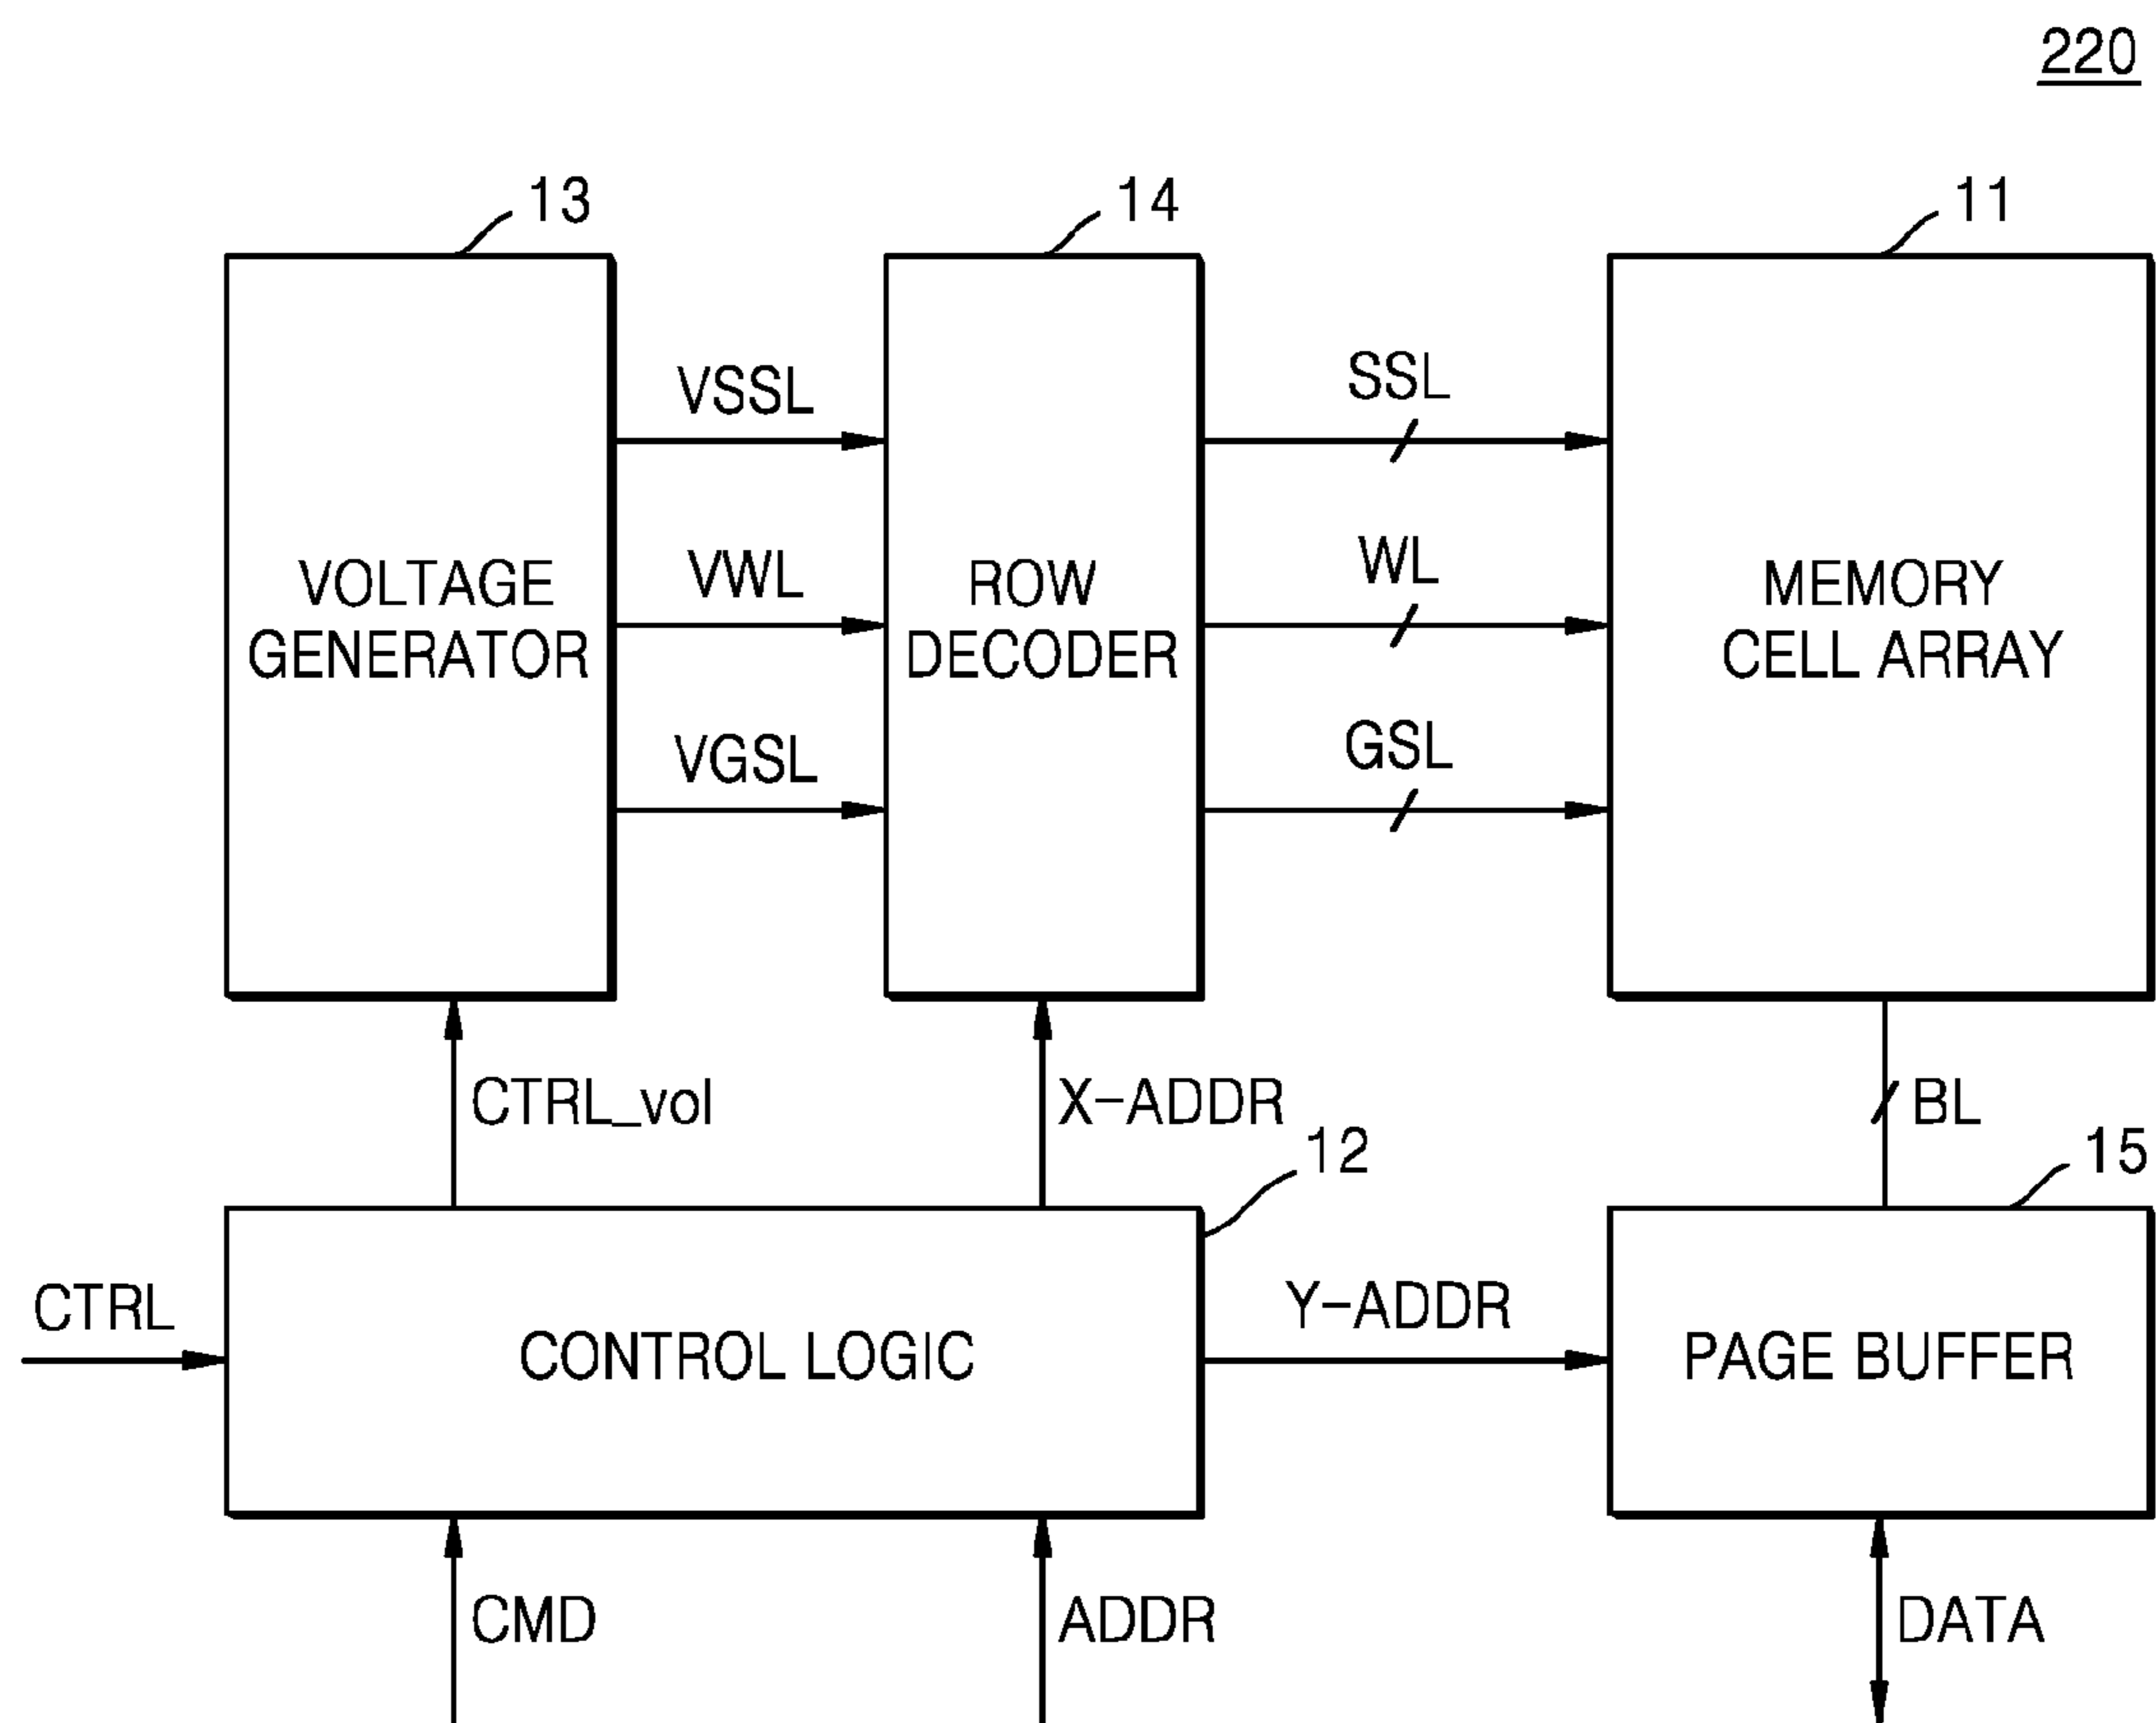 220
13
14
11
VSSL
SSL
VOLTAGE
GENERATOR
VWL
ROW
DECODER
WL
MEMORY
CELL ARRAY
VGSL
GSL
CTRL_vol
X-ADDR
BL
12
15
CTRL
CONTROL LOGIC
Y-ADDR
PAGE BUFFER
CMD
ADDR
DATA